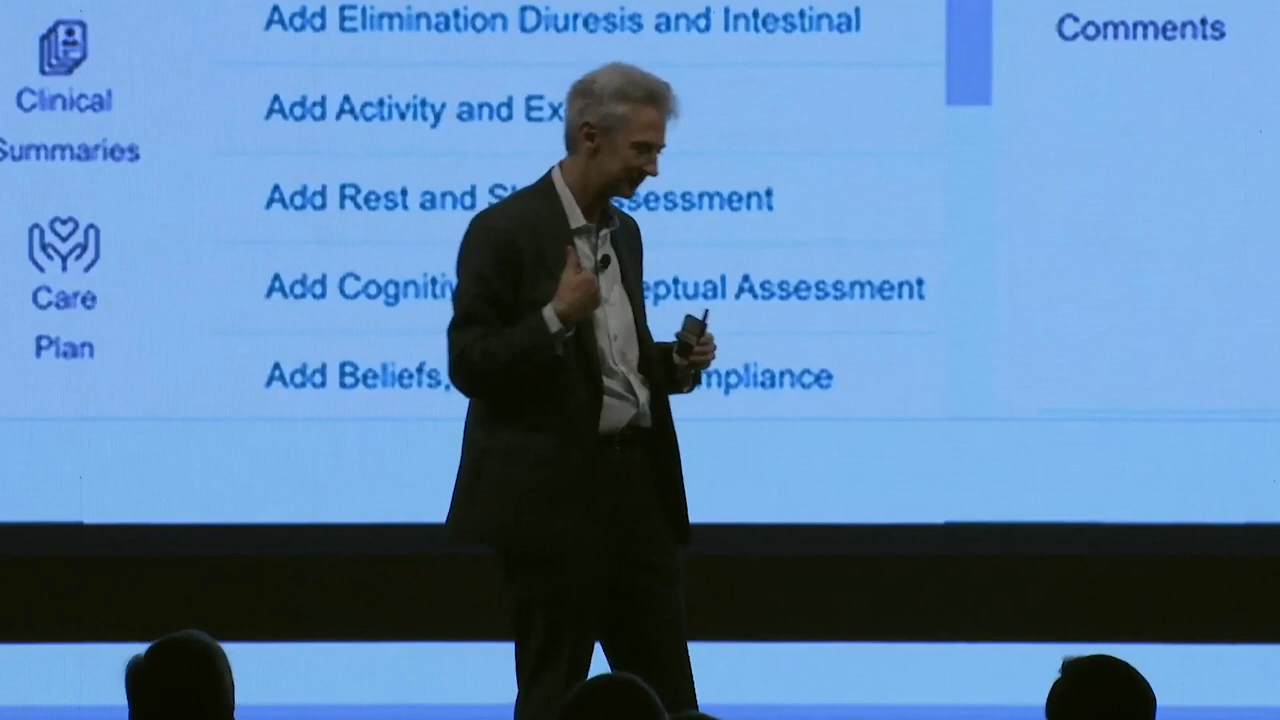 Clinical
Summaries
Care
Plan
Add Elimination Diuresis and Intestinal
Add Activity and Ex
Add Rest and S ssessment
Add Cogniti eptual Assessment
Add Beliefs, mpliance
Comments